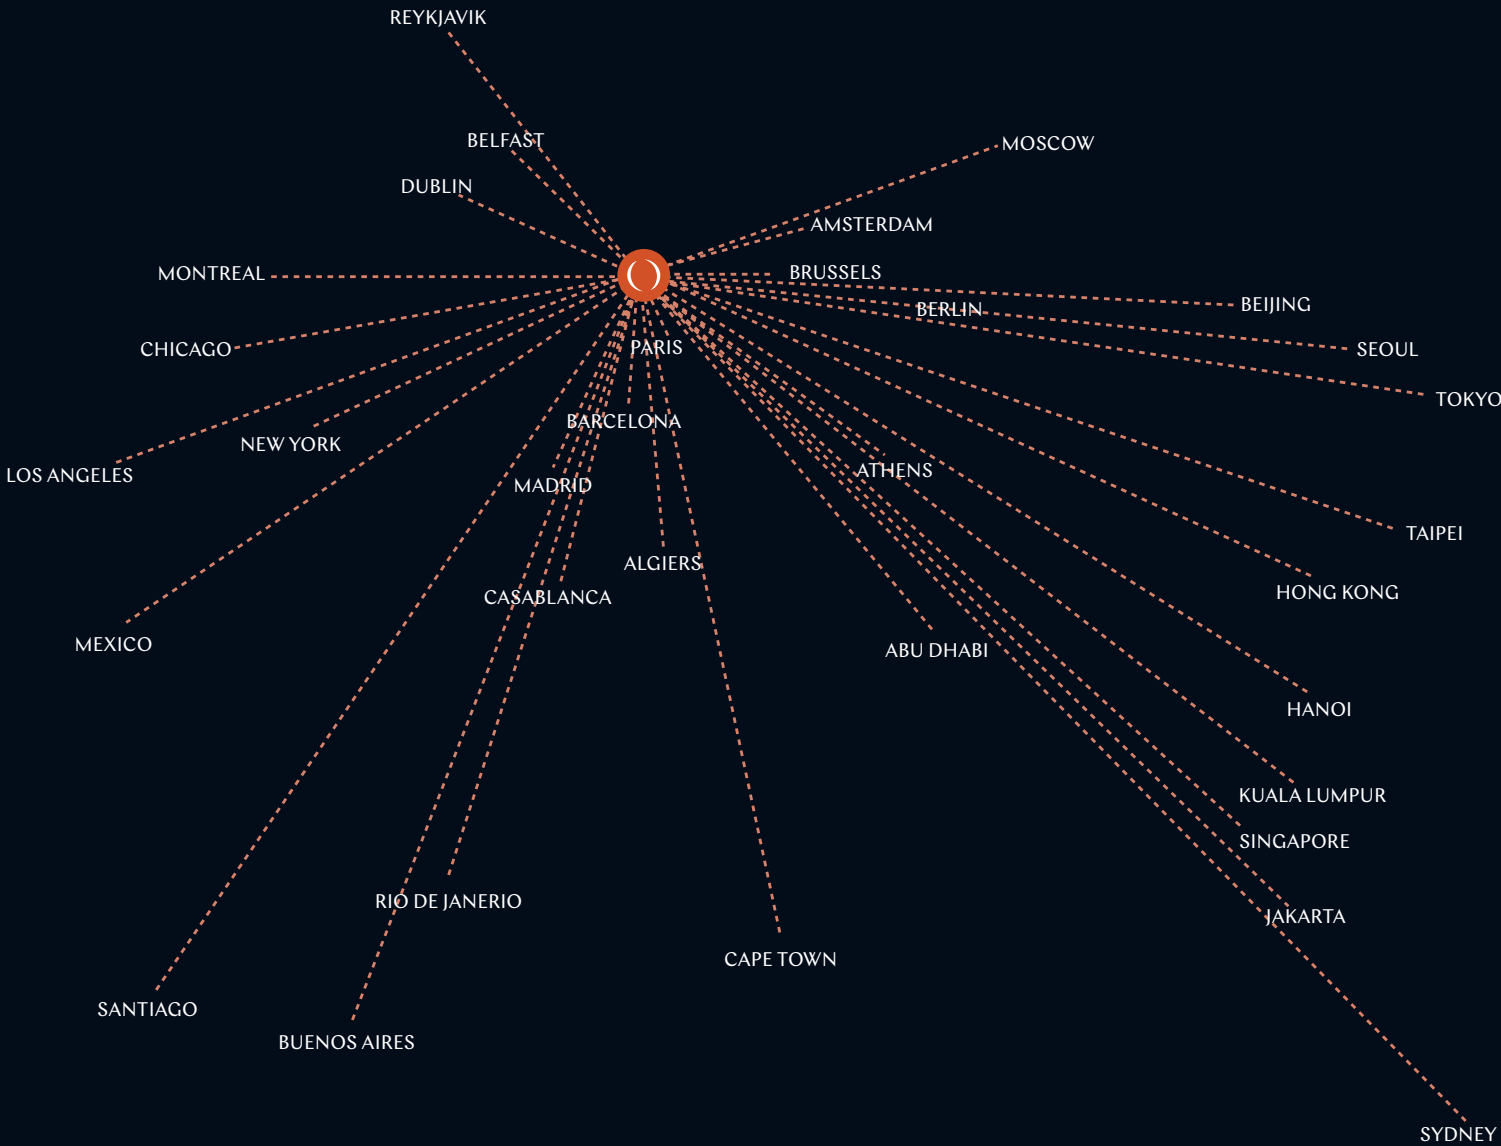 REYKJAVIK
BELFAST
MOSCOW
DUBLIN
AMSTERDAM
MONTREAL
BRUSSELS
BEIJING
BERLIN
CHICAGO
PARIS
SEOUL
TOKYO
BARCELONA
NEW YORK
LOS ANGELES
ATHENS
MADRID
TAIPEI
ALGIERS
HONG KONG
CASABLANCA
MEXICO
ABU DHABI
HANOI
KUALA LUMPUR
SINGAPORE
RIO DE JANERIO
JAKARTA
CAPE TOWN
SANTIAGO
BUENOS AIRES
SYDNEY